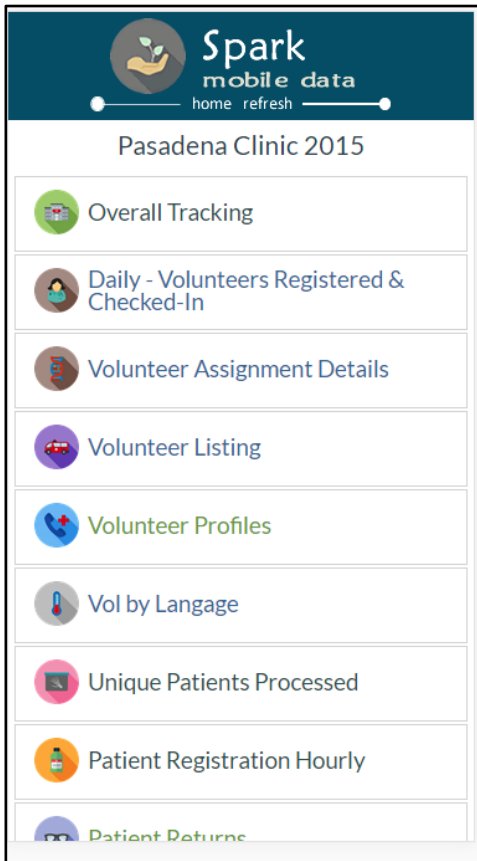 Spark
mobile data
home refresh
Pasadena Clinic 2015
Overall Tracking
Daily - Volunteers Registered &
Checked-In
Volunteer Assignment Details
Volunteer Listing
Volunteer Profiles
Vol by Langage
Unique Patients Processed
Patient Registration Hourly
Patient Returns